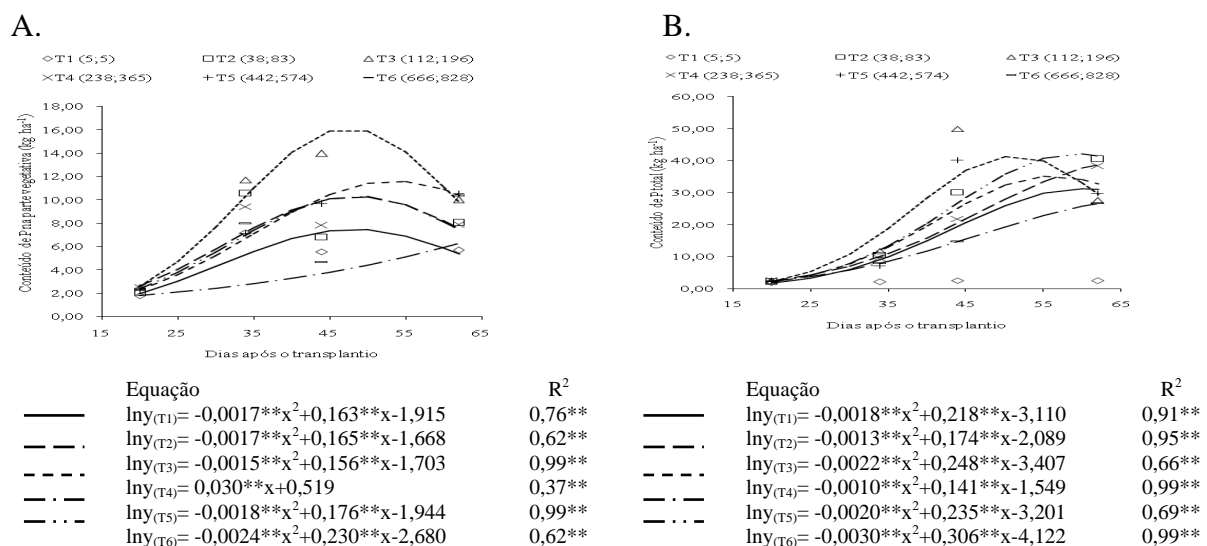 A.
◇T1 (5;5) □T2 (38;83) △T3 (112;196)
×T4 (238;365) +T5 (442;574) –T6 (666;828)
Conteúdo de P na parte vegetativa (kg ha⁻¹)
18,00
16,00
14,00
12,00
10,00
8,00
6,00
4,00
2,00
0,00
15 25 35 45 55 65
Dias após o transplantio
Equação R²
lny(T1)= -0,0017**x²+0,163**x-1,915 0,76**
lny(T2)= -0,0017**x²+0,165**x-1,668 0,62**
lny(T3)= -0,0015**x²+0,156**x-1,703 0,99**
lny(T4)= 0,030**x+0,519 0,37**
lny(T5)= -0,0018**x²+0,176**x-1,944 0,99**
lny(T6)= -0,0024**x²+0,230**x-2,680 0,62**
B.
◇T1 (5;5) □T2 (38;83) △T3 (112;196)
×T4 (238;365) +T5 (442;574) –T6 (666;828)
Conteúdo de P total (kg ha⁻¹)
60,00
50,00
40,00
30,00
20,00
10,00
0,00
15 25 35 45 55 65
Dias após o transplantio
Equação R²
lny(T1)= -0,0018**x²+0,218**x-3,110 0,91**
lny(T2)= -0,0013**x²+0,174**x-2,089 0,95**
lny(T3)= -0,0022**x²+0,248**x-3,407 0,66**
lny(T4)= -0,0010**x²+0,141**x-1,549 0,99**
lny(T5)= -0,0020**x²+0,235**x-3,201 0,69**
lny(T6)= -0,0030**x²+0,306**x-4,122 0,99**